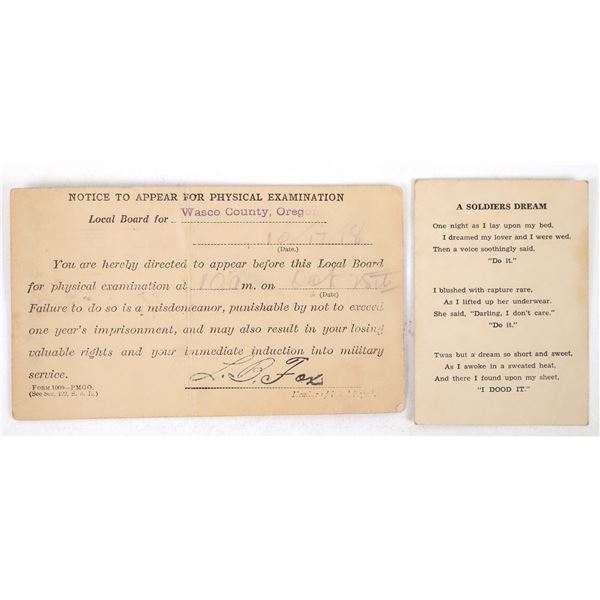 NOTICE TO APPEAR FOR PHYSICAL EXAMINATION
Local Board for Wasco County, Oregon
(Date.)
You are hereby directed to appear before this Local Board
for physical examination at m. on
(Date)
Failure to do so is a misdemeanor, punishable by not to exceed
one year's imprisonment, and may also result in your losing
valuable rights and your immediate induction into military
service.
L. B. Fox
FORM 1009—PMGO.
(See Sec. 122, S. S. R.)
A SOLDIERS DREAM
One night as I lay upon my bed,
I dreamed my lover and I were wed,
Then a voice soothingly said,
"Do it."
I blushed with rapture rare,
As I lifted up her underwear.
She said, "Darling, I don't care."
"Do it."
Twas but a dream so short and sweet,
As I awoke in a sweated heat,
And there I found upon my sheet,
"I DOOD IT."